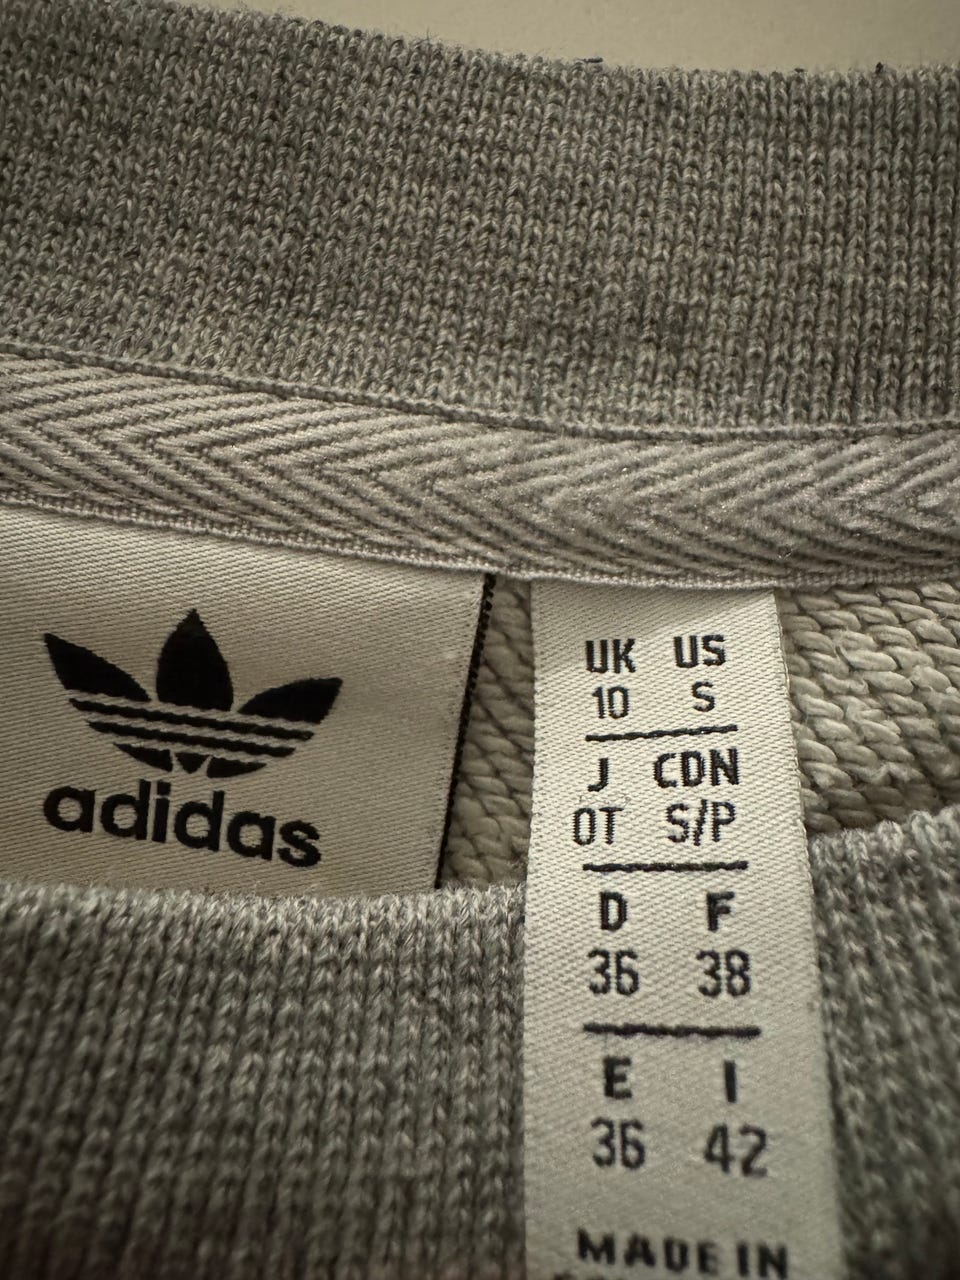 adidas
UK US
10 S
J CDN
OT S/P
D F
36 38
E I
36 42
MADE IN